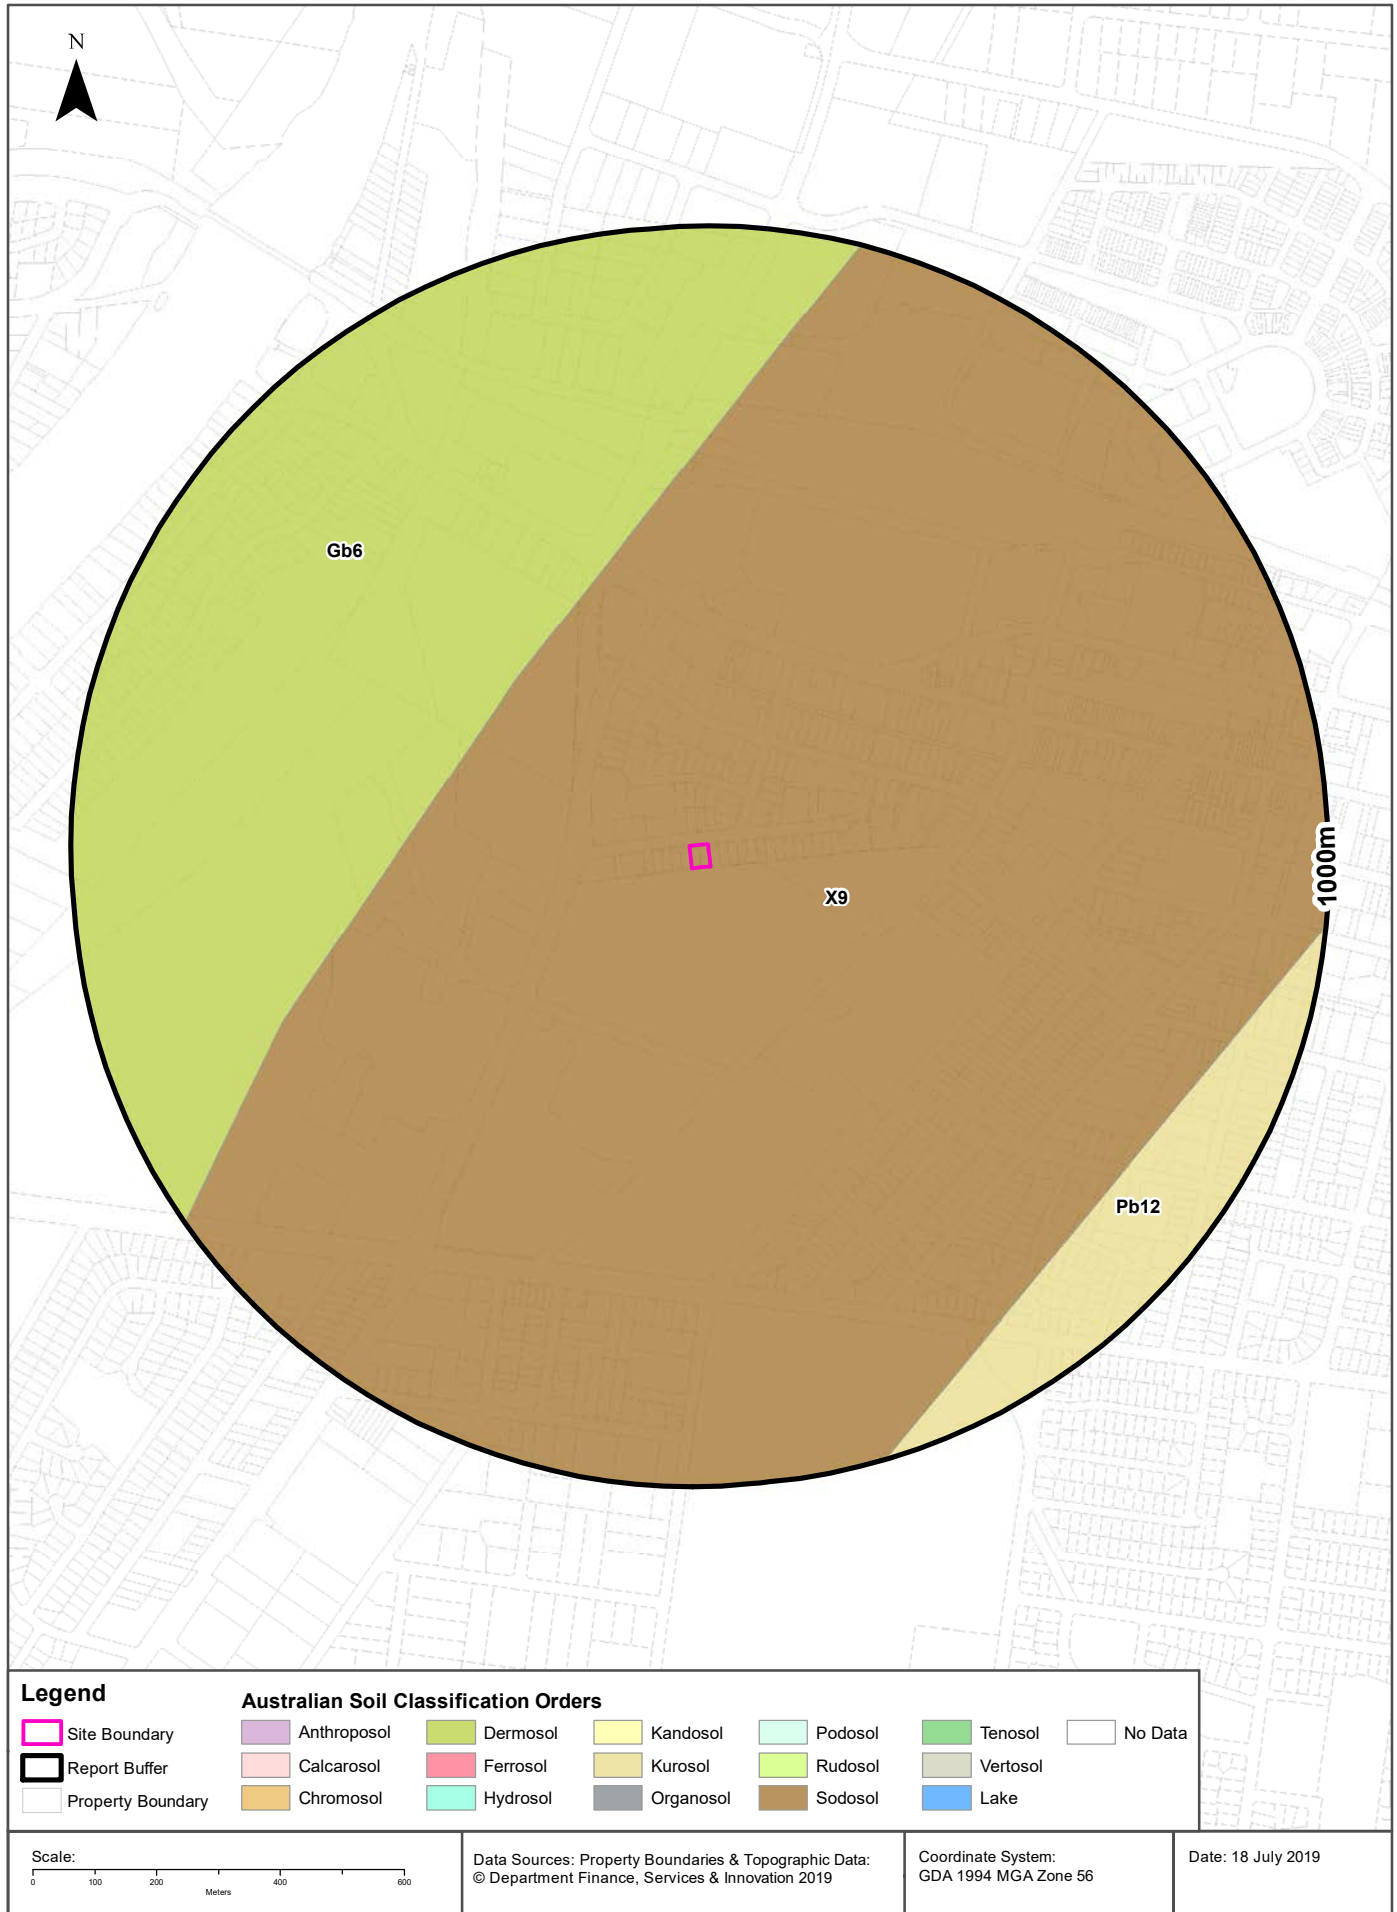 N
Gb6
1000m
X9
Pb12
Legend
Site Boundary
Report Buffer
Property Boundary
Australian Soil Classification Orders
Anthroposol
Calcarosol
Chromosol
Dermosol
Ferrosol
Hydrosol
Kandosol
Kurosol
Organosol
Podosol
Rudosol
Sodosol
Tenosol
Vertosol
Lake
No Data
Scale:
0 100 200 400 600
Meters
Data Sources: Property Boundaries & Topographic Data:
© Department Finance, Services & Innovation 2019
Coordinate System:
GDA 1994 MGA Zone 56
Date: 18 July 2019